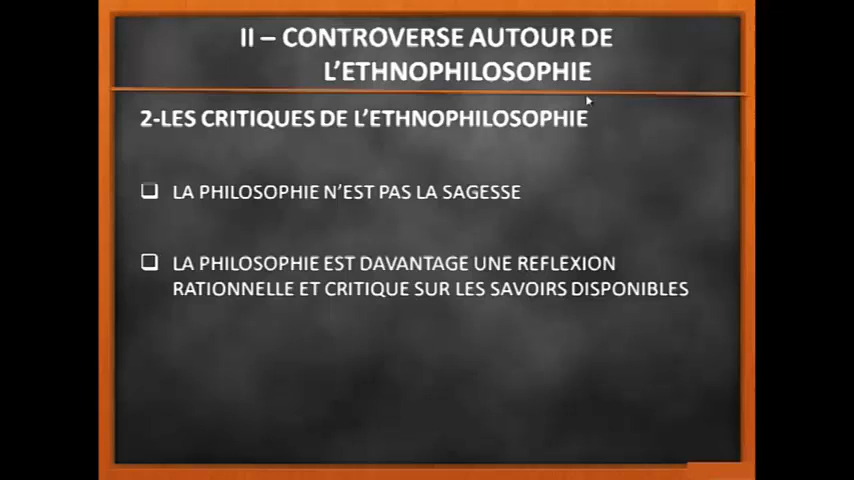 II – CONTROVERSE AUTOUR DE
L'ETHNOPHILOSOPHIE
2-LES CRITIQUES DE L'ETHNOPHILOSOPHIE
LA PHILOSOPHIE N'EST PAS LA SAGESSE
LA PHILOSOPHIE EST DAVANTAGE UNE REFLEXION
RATIONNELLE ET CRITIQUE SUR LES SAVOIRS DISPONIBLES